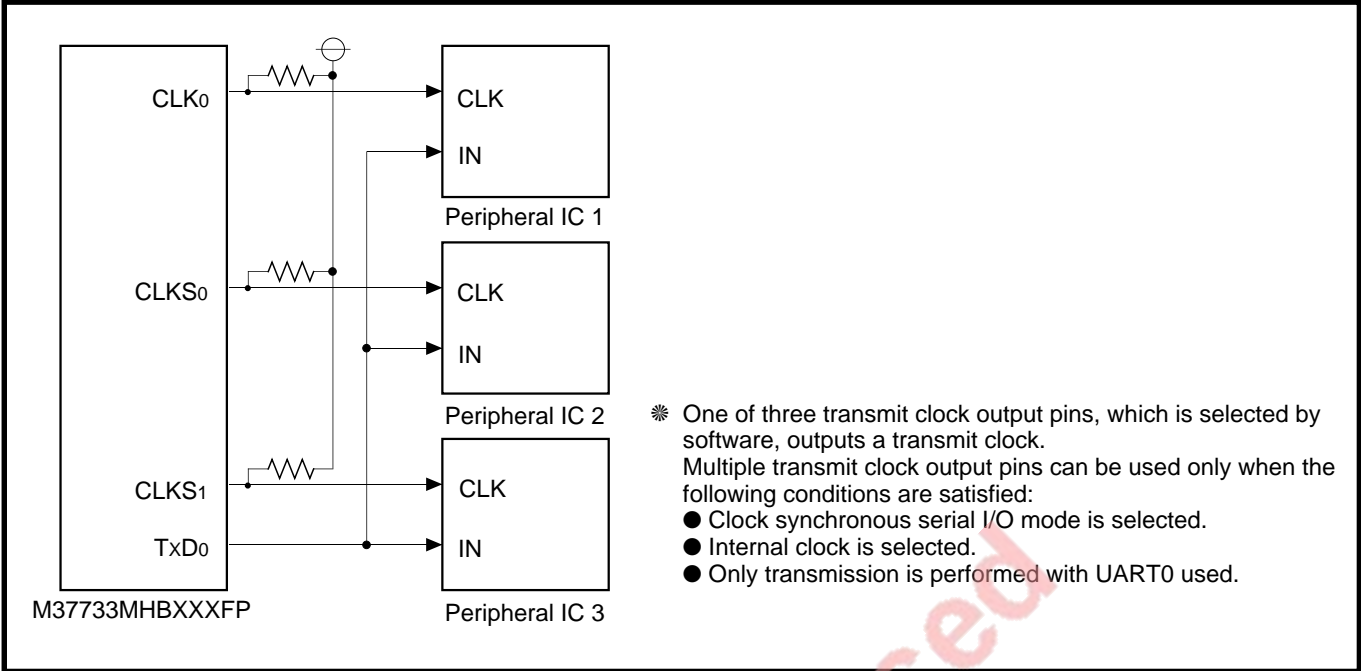 CLK0
CLKS0
CLKS1
TxD0
M37733MHBXXXFP
CLK
IN
Peripheral IC 1
CLK
IN
Peripheral IC 2
CLK
IN
Peripheral IC 3
❊ One of three transmit clock output pins, which is selected by
software, outputs a transmit clock.
Multiple transmit clock output pins can be used only when the
following conditions are satisfied:
● Clock synchronous serial I/O mode is selected.
● Internal clock is selected.
● Only transmission is performed with UART0 used.